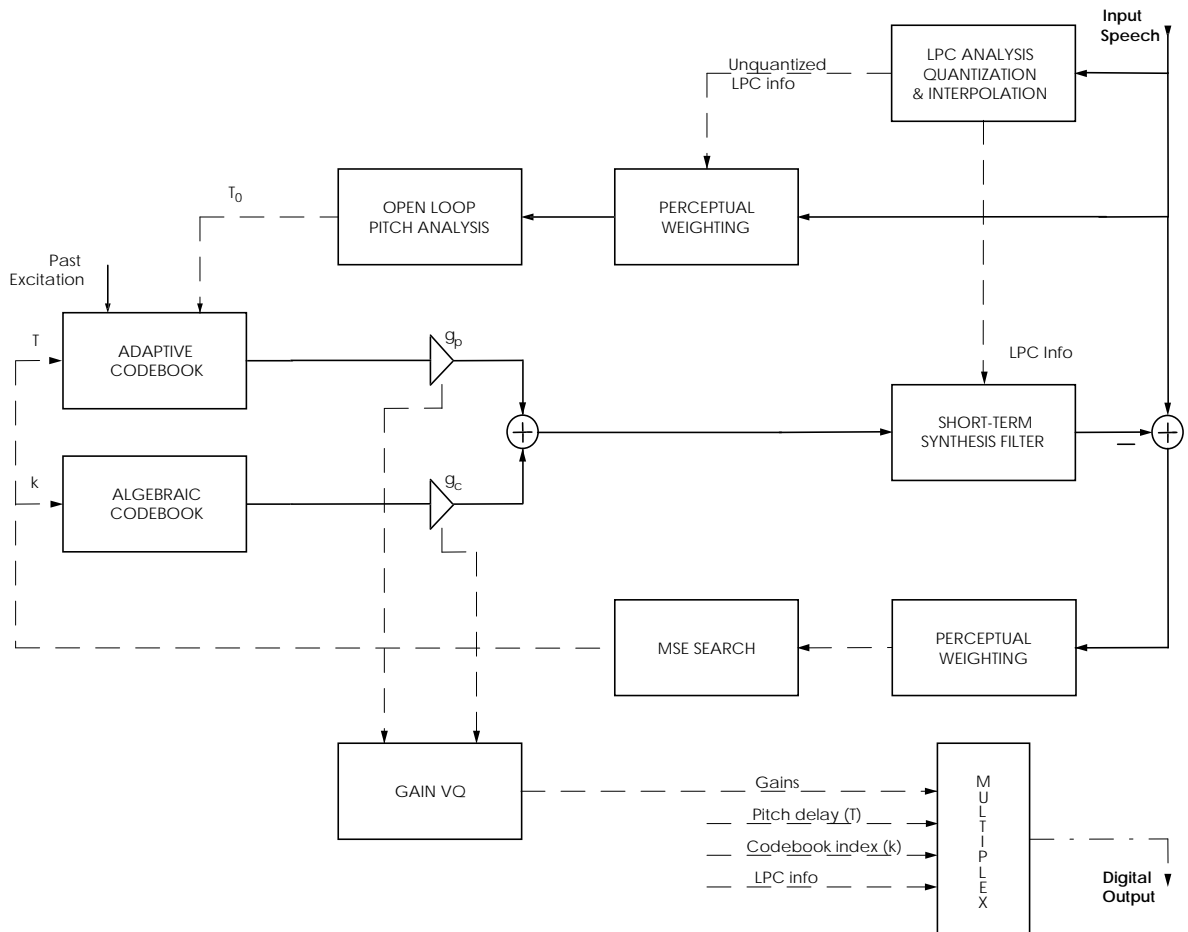 Input
Speech
LPC ANALYSIS
QUANTIZATION
& INTERPOLATION
Unquantized
LPC info
T0
OPEN LOOP
PITCH ANALYSIS
PERCEPTUAL
WEIGHTING
Past
Excitation
T
ADAPTIVE
CODEBOOK
gp
LPC Info
SHORT-TERM
SYNTHESIS FILTER
+
+
—
k
ALGEBRAIC
CODEBOOK
gc
MSE SEARCH
PERCEPTUAL
WEIGHTING
GAIN VQ
Gains
Pitch delay (T)
Codebook index (k)
LPC info
MULTIPLEX
Digital
Output